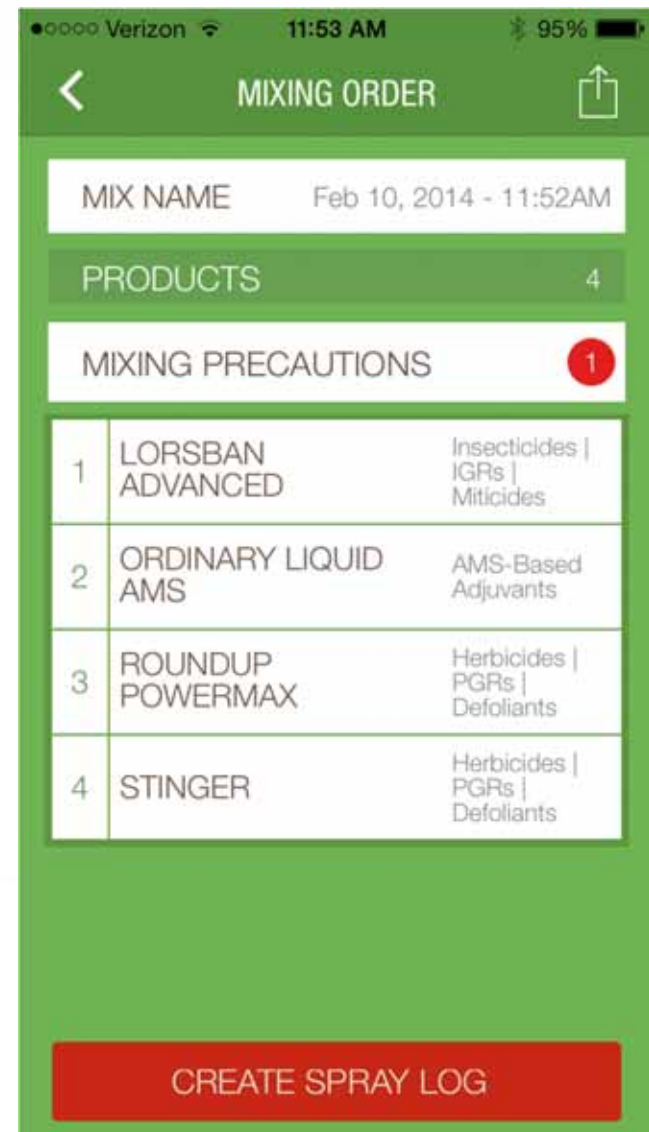 Verizon 11:53 AM 95%
MIXING ORDER
MIX NAME Feb 10, 2014 - 11:52AM
PRODUCTS 4
MIXING PRECAUTIONS 1
1 LORSBAN ADVANCED Insecticides | IGRs | Miticides
2 ORDINARY LIQUID AMS AMS-Based Adjuvants
3 ROUNDUP POWERMAX Herbicides | PGRs | Defoliants
4 STINGER Herbicides | PGRs | Defoliants
CREATE SPRAY LOG